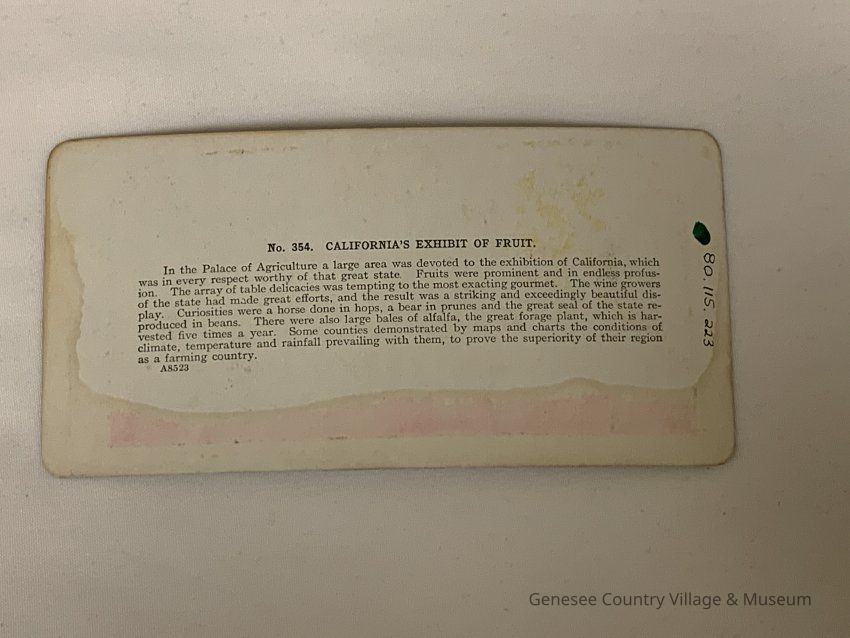 No. 354. CALIFORNIA'S EXHIBIT OF FRUIT.
In the Palace of Agriculture a large area was devoted to the exhibition of California, which
was in every respect worthy of that great state. Fruits were prominent and in endless profus-
ion. The array of table delicacies was tempting to the most exacting gourmet. The wine growers
of the state had made great efforts, and the result was a striking and exceedingly beautiful dis-
play. Curiosities were a horse done in hops, a bear in prunes and the great seal of the state re-
produced in beans. There were also large bales of alfalfa, the great forage plant, which is har-
vested five times a year. Some counties demonstrated by maps and charts the conditions of
climate, temperature and rainfall prevailing with them, to prove the superiority of their region
as a farming country.
A8523
80.115.223
Genesee Country Village & Museum